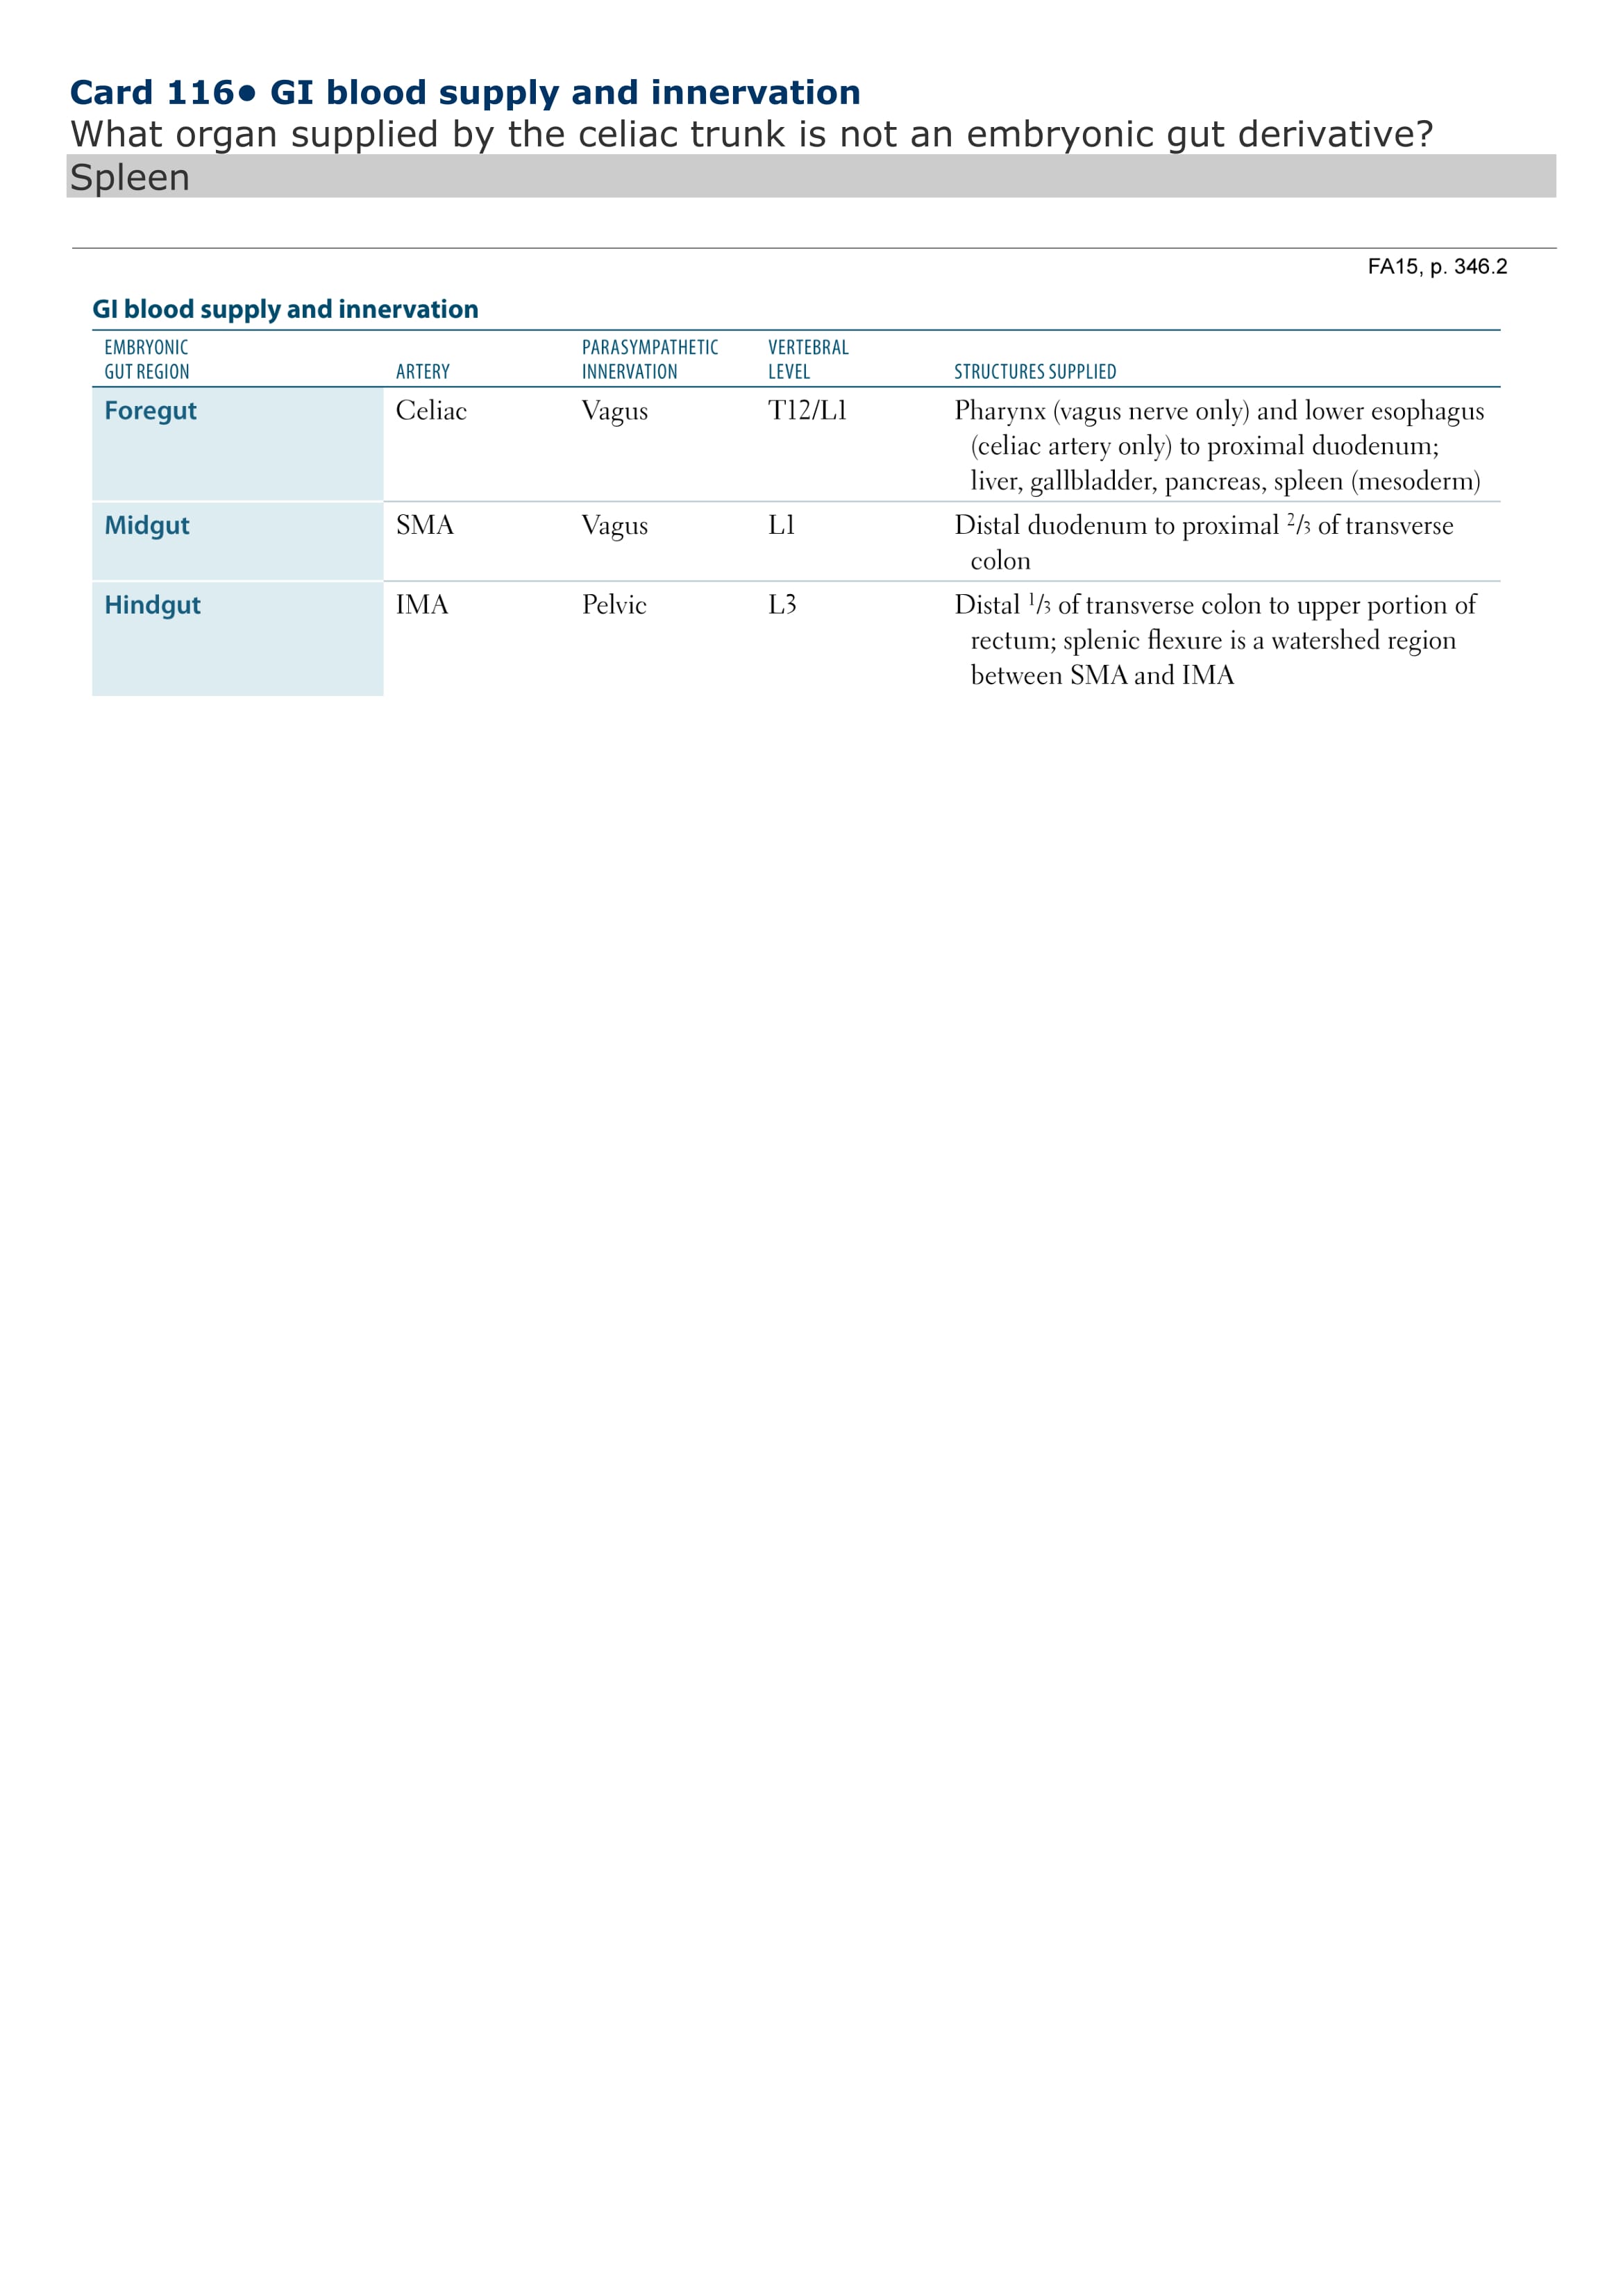 Card 116• GI blood supply and innervation
What organ supplied by the celiac trunk is not an embryonic gut derivative?
Spleen
FA15, p. 346.2
GI blood supply and innervation
EMBRYONIC GUT REGION ARTERY PARASYMPATHETIC INNERVATION VERTEBRAL LEVEL STRUCTURES SUPPLIED
Foregut Celiac Vagus T12/L1 Pharynx (vagus nerve only) and lower esophagus
(celiac artery only) to proximal duodenum;
liver, gallbladder, pancreas, spleen (mesoderm)
Midgut SMA Vagus L1 Distal duodenum to proximal 2/3 of transverse
colon
Hindgut IMA Pelvic L3 Distal 1/3 of transverse colon to upper portion of
rectum; splenic flexure is a watershed region
between SMA and IMA